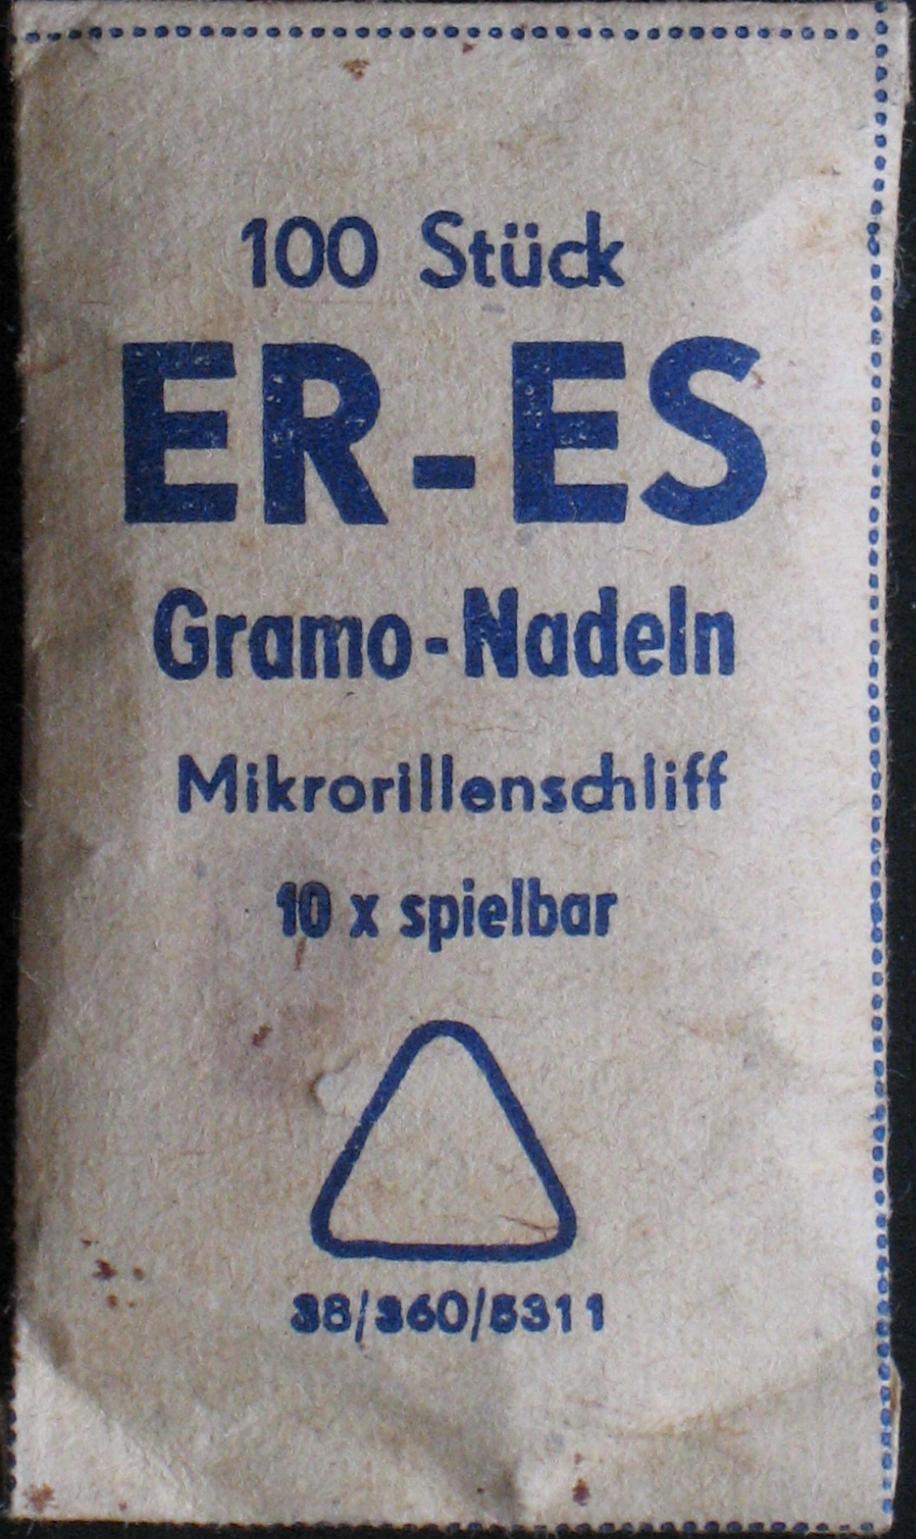 100 Stück
ER-ES
Gramo-Nadeln
Mikrorillenschliff
10 x spielbar
38/360/5311